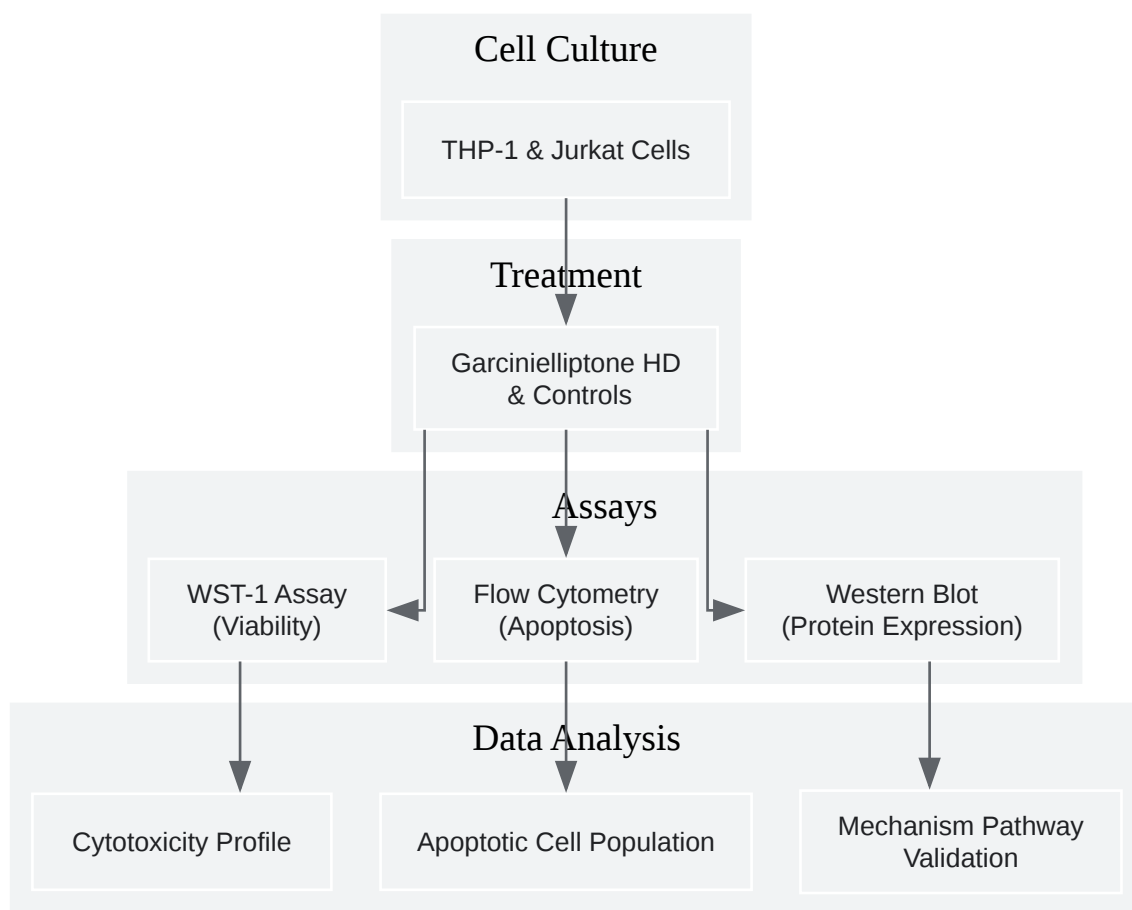 Cell Culture
THP-1 & Jurkat Cells
Treatment
Garcinielliptone HD
& Controls
Assays
WST-1 Assay
(Viability)
Flow Cytometry
(Apoptosis)
Western Blot
(Protein Expression)
Data Analysis
Cytotoxicity Profile
Apoptotic Cell Population
Mechanism Pathway
Validation